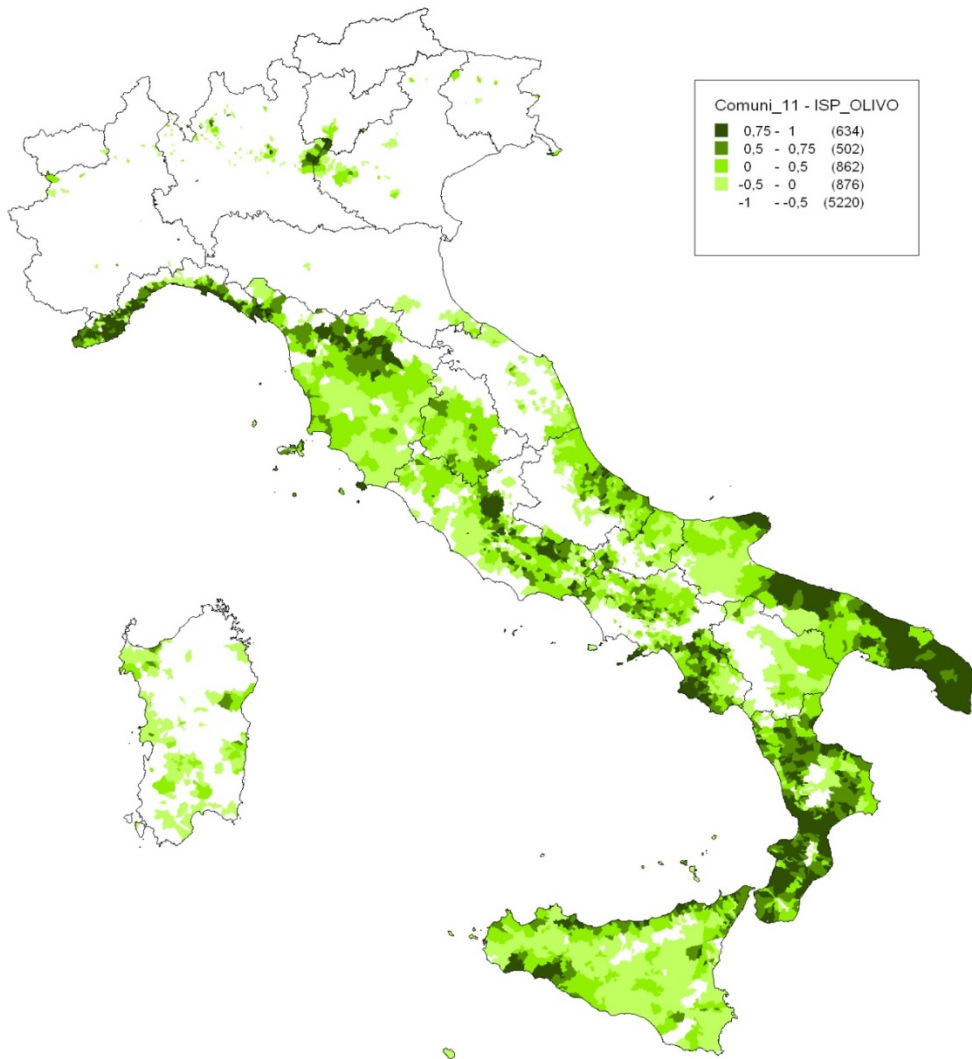 Comuni_11 - ISP_OLIVO
0,75 - 1 (634)
0,5 - 0,75 (502)
0 - 0,5 (862)
-0,5 - 0 (876)
-1 - -0,5 (5220)